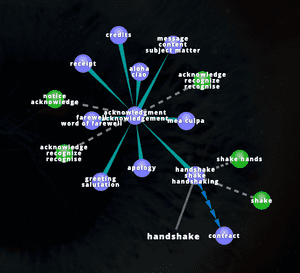 credits
message
content
subject matter
receipt
aloha
ciao
acknowledge
recognize
recognise
notice
acknowledge
acknowledgment
acknowledgement
farewell
word of farewell
mea culpa
acknowledge
recognize
recognise
apology
greeting
salutation
shake hands
handshake
shake
handshaking
shake
handshake
contract